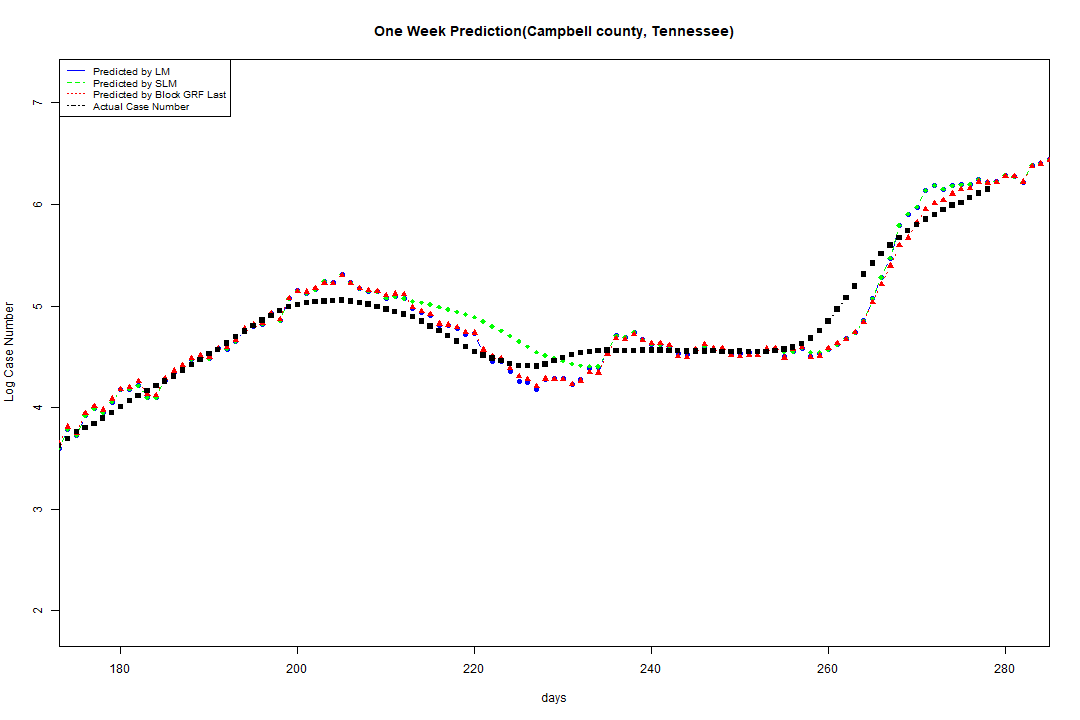 One Week Prediction(Campbell county, Tennessee)
Predicted by LM
Predicted by SLM
Predicted by Block GRF Last
Actual Case Number
7
6
5
4
3
2
Log Case Number
180 200 220 240 260 280
days